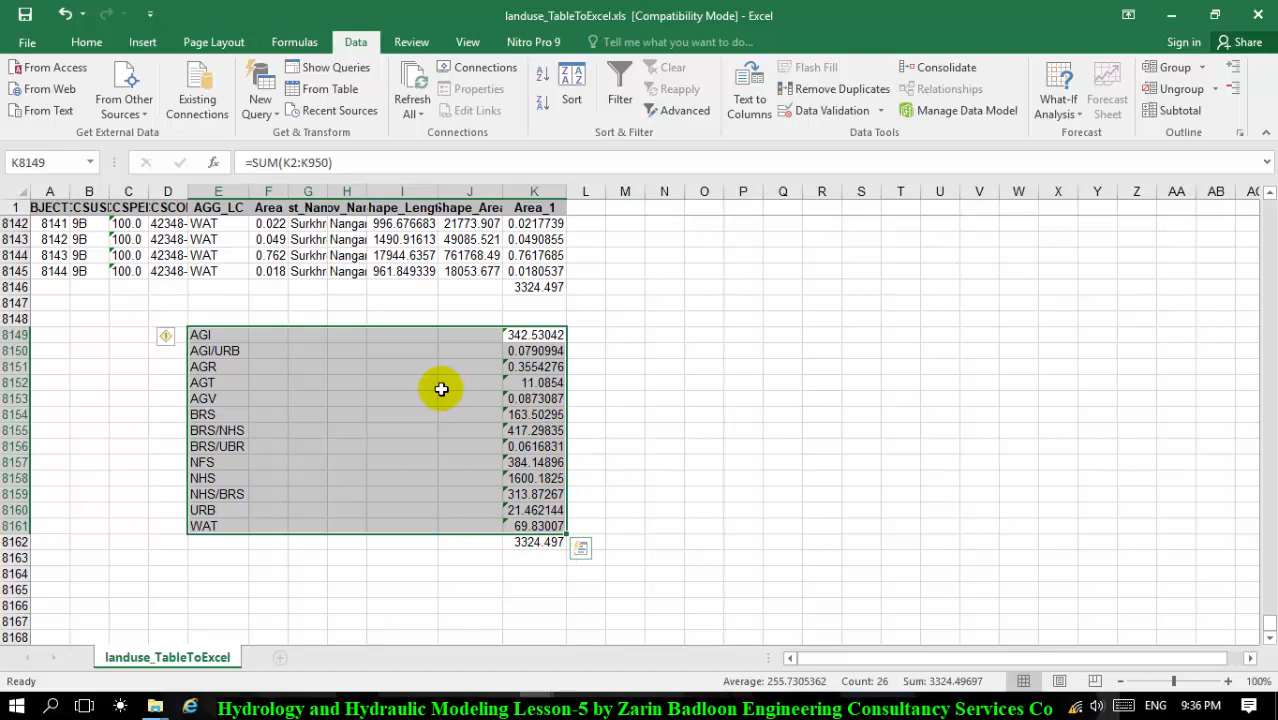 landuse_TableToExcel.xls [Compatibility Mode] - Excel
File Home Insert Page Layout Formulas Data Review View Nitro Pro 9 Tell me what you want to do... Sign in Share
From Access
From Web
From Text
From Other Sources
Existing Connections
Get External Data
New Query
Show Queries
From Table
Recent Sources
Get & Transform
Refresh All
Connections
Properties
Edit Links
Connections
Sort
Filter
Clear
Reapply
Advanced
Sort & Filter
Text to Columns
Flash Fill
Remove Duplicates
Data Validation
Consolidate
Relationships
Manage Data Model
Data Tools
What-If Analysis
Forecast Sheet
Forecast
Group
Ungroup
Subtotal
Outline
K8149 fx =SUM(K2:K950)
A B C D E F G H I J K L M N O P Q R S T U V W X Y Z AA AB AC
1 BJECT CSUS CSPE CSCO AGG_LC Area st_Nam ov_Nam hape_Lengt Shape_Area Area_1
8142 8141 9B 100.0 42348- WAT 0.022 Surkhr Nangar 996.676683 21773.907 0.0217739
8143 8142 9B 100.0 42348- WAT 0.049 Surkhr Nangar 1490.91613 49085.521 0.0490855
8144 8143 9B 100.0 42348- WAT 0.762 Surkhr Nangar 17944.6357 761768.49 0.7617685
8145 8144 9B 100.0 42348- WAT 0.018 Surkhr Nangar 961.849339 18053.677 0.0180537
8146 3324.497
8147
8148
8149 AGI 342.53042
8150 AGI/URB 0.0790994
8151 AGR 0.3554276
8152 AGT 11.0854
8153 AGV 0.0873087
8154 BRS 163.50295
8155 BRS/NHS 417.29835
8156 BRS/UBR 0.0616831
8157 NFS 384.14896
8158 NHS 1600.1825
8159 NHS/BRS 313.87267
8160 URB 21.462144
8161 WAT 69.83007
8162 3324.497
8163
8164
8165
8166
8167
8168
landuse_TableToExcel
Ready Average: 255.7305362 Count: 26 Sum: 3324.49697 100%
Hydrology and Hydraulic Modeling Lesson-5 by Zarin Badloon Engineering Consultancy Services Co
ENG 9:36 PM